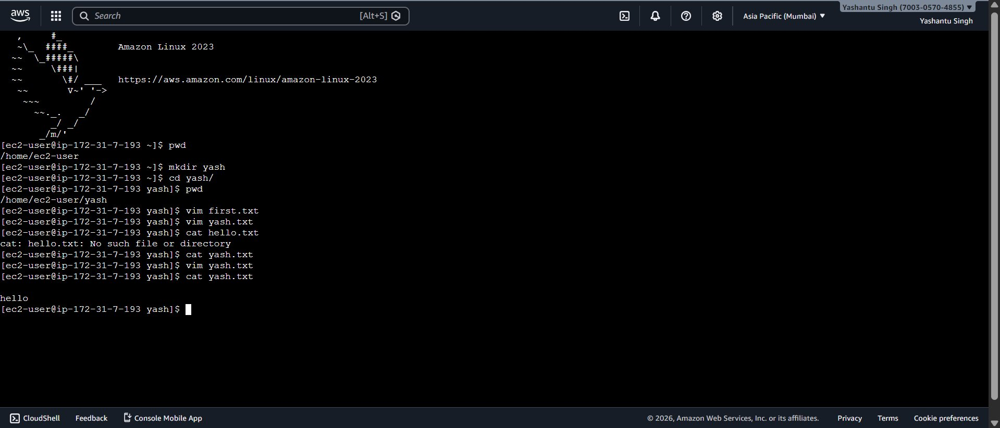 aws
Search [Alt+S]
Asia Pacific (Mumbai)
Yashantu Singh (7003-0570-4855)
Yashantu Singh
   ,     #_
   ~\_  ####_        Amazon Linux 2023
  ~~  \_#####\
  ~~     \###|
  ~~       \#/ ___   https://aws.amazon.com/linux/amazon-linux-2023
   ~~       V~' '->
    ~~~         /
      ~~._.   _/
         _/ _/
       _/m/'
[ec2-user@ip-172-31-7-193 ~]$ pwd
/home/ec2-user
[ec2-user@ip-172-31-7-193 ~]$ mkdir yash
[ec2-user@ip-172-31-7-193 ~]$ cd yash/
[ec2-user@ip-172-31-7-193 yash]$ pwd
/home/ec2-user/yash
[ec2-user@ip-172-31-7-193 yash]$ vim first.txt
[ec2-user@ip-172-31-7-193 yash]$ vim yash.txt
[ec2-user@ip-172-31-7-193 yash]$ cat hello.txt
cat: hello.txt: No such file or directory
[ec2-user@ip-172-31-7-193 yash]$ cat yash.txt
[ec2-user@ip-172-31-7-193 yash]$ vim yash.txt
[ec2-user@ip-172-31-7-193 yash]$ cat yash.txt

hello
[ec2-user@ip-172-31-7-193 yash]$
CloudShell Feedback Console Mobile App © 2026, Amazon Web Services, Inc. or its affiliates. Privacy Terms Cookie preferences